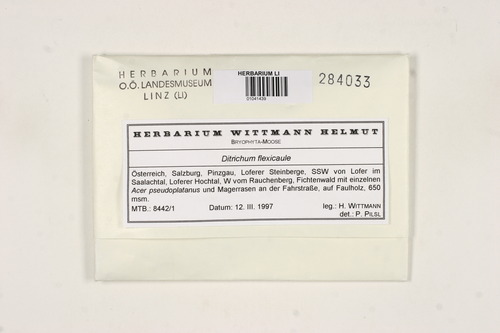 HERBARIUM
O.Ö. LANDESMUSEUM
LINZ (LI)
HERBARIUM LI
01041439
284033
HERBARIUM WITTMANN HELMUT
BRYOPHYTA-MOOSE
Ditrichum flexicaule
Österreich, Salzburg, Pinzgau, Loferer Steinberge, SSW von Lofer im
Saalachtal, Loferer Hochtal, W vom Rauchenberg, Fichtenwald mit einzelnen
Acer pseudoplatanus und Magerrasen an der Fahrstraße, auf Faulholz, 650
msm.
MTB.: 8442/1 Datum: 12. III. 1997 leg.: H. WITTMANN
det.: P. PILSL